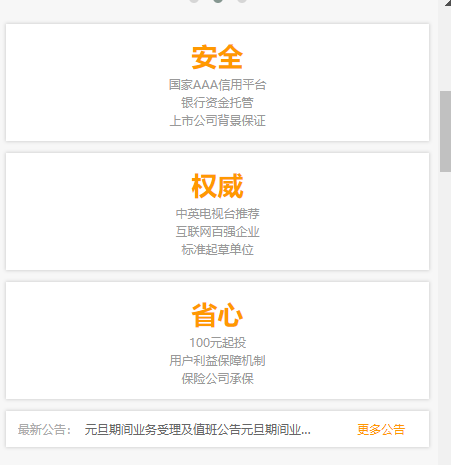 安全
国家AAA信用平台
银行资金托管
上市公司背景保证
权威
中英电视台推荐
互联网百强企业
标准起草单位
省心
100元起投
用户利益保障机制
保险公司承保
最新公告： 元旦期间业务受理及值班公告元旦期间业... 更多公告